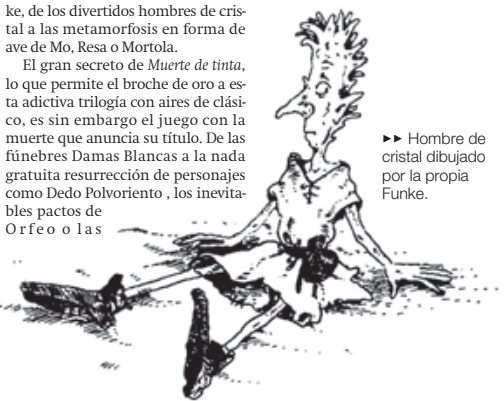 ke, de los divertidos hombres de cris-
tal a las metamorfosis en forma de
ave de Mo, Resa o Mortola.
El gran secreto de Muerte de tinta,
lo que permite el broche de oro a es-
ta adictiva trilogía con aires de clási-
co, es sin embargo el juego con la
muerte que anuncia su título. De las
fúnebres Damas Blancas a la nada
gratuita resurrección de personajes
como Dedo Polvoriento , los inevita-
bles pactos de
Orfeo o las
▸▸ Hombre de
cristal dibujado
por la propia
Funke.